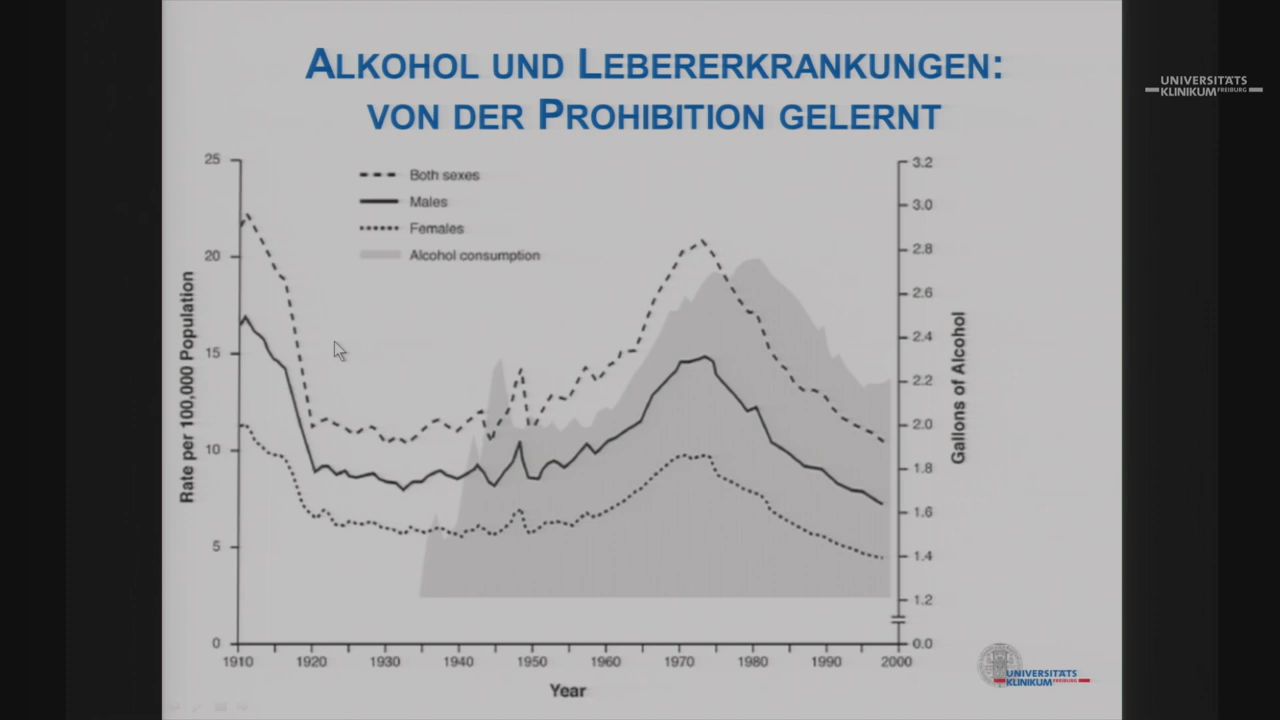 ALKOHOL UND LEBERERKRANKUNGEN:
VON DER PROHIBITION GELERNT
UNIVERSITÄTS
KLINIKUM FREIBURG
Both sexes
Males
Females
Alcohol consumption
Rate per 100,000 Population
25
20
15
10
5
0
3.2
3.0
2.8
2.6
2.4
2.2
2.0
1.8
1.6
1.4
1.2
0.0
Gallons of Alcohol
1910 1920 1930 1940 1950 1960 1970 1980 1990 2000
Year
UNIVERSITÄTS
KLINIKUM FREIBURG